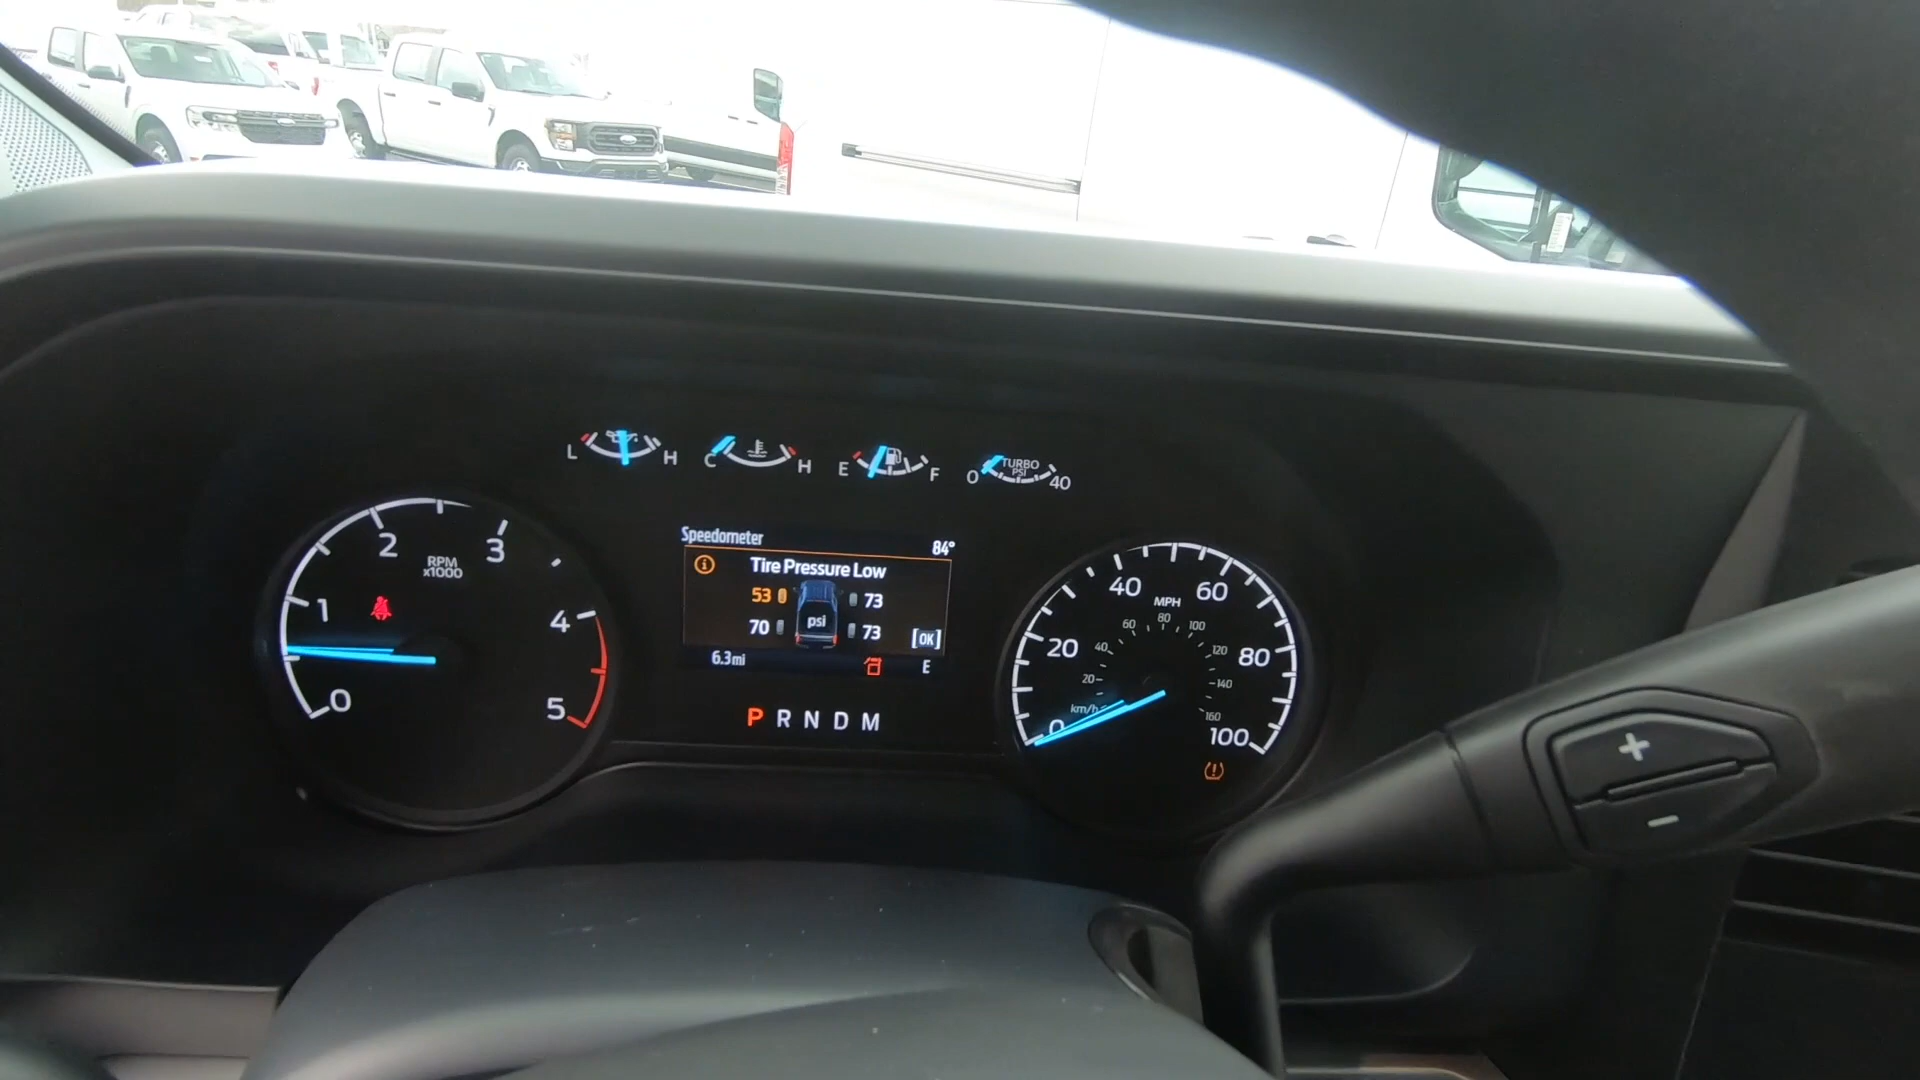 L H C H E F 0 TURBO PSI 40
0 1 2 3 4 5
RPM
x1000
Speedometer 84°
Tire Pressure Low
53 73
psi
70 73 [OK]
6.3mi E
P R N D M
0 20 40 60 80 100
MPH
20 40 60 80 100 120 140 160
km/h
+
-